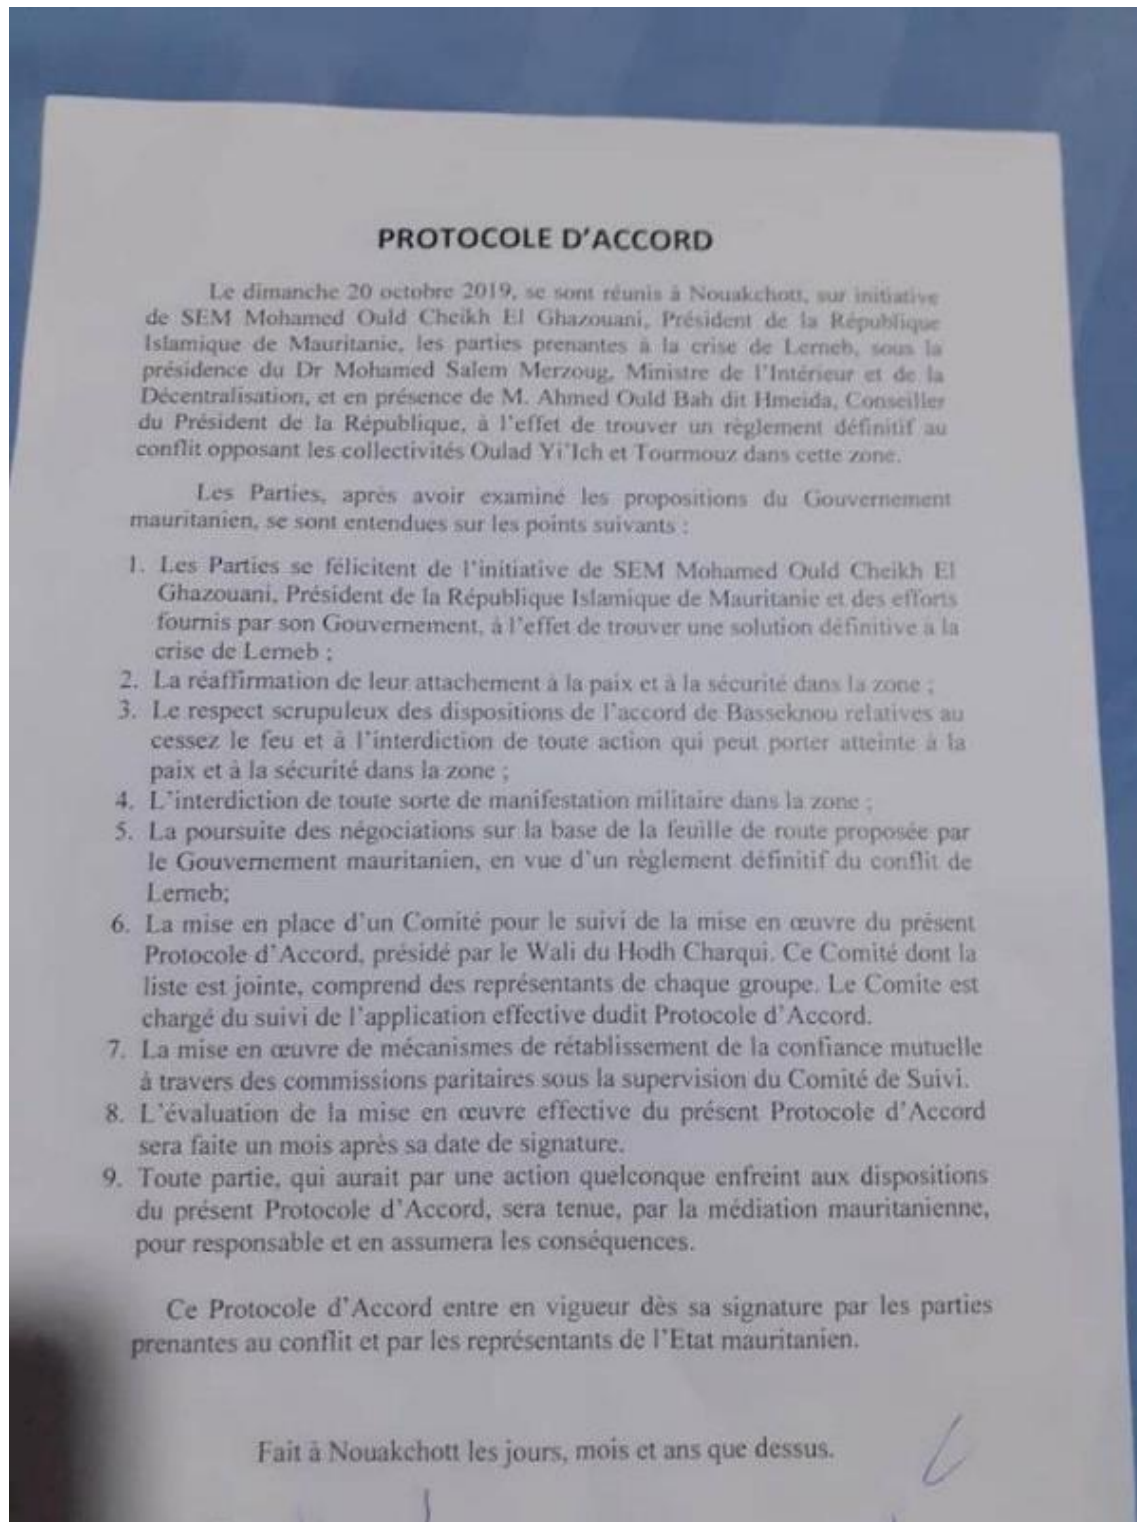 PROTOCOLE D'ACCORD
Le dimanche 20 octobre 2019, se sont réunis à Nouakchott, sur initiative
de SEM Mohamed Ould Cheikh El Ghazouani, Président de la République
Islamique de Mauritanie, les parties prenantes à la crise de Lerneb, sous la
présidence du Dr Mohamed Salem Merzoug, Ministre de l'Intérieur et de la
Décentralisation, et en présence de M. Ahmed Ould Bah dit Hmeida, Conseiller
du Président de la République, à l'effet de trouver un règlement définitif au
conflit opposant les collectivités Oulad Yi'Ich et Tourmouz dans cette zone.
Les Parties, après avoir examiné les propositions du Gouvernement
mauritanien, se sont entendues sur les points suivants :
1. Les Parties se félicitent de l'initiative de SEM Mohamed Ould Cheikh El
Ghazouani, Président de la République Islamique de Mauritanie et des efforts
fournis par son Gouvernement, à l'effet de trouver une solution définitive a la
crise de Lerneb ;
2. La réaffirmation de leur attachement à la paix et à la sécurité dans la zone ;
3. Le respect scrupuleux des dispositions de l'accord de Basseknou relatives au
cessez le feu et à l'interdiction de toute action qui peut porter atteinte à la
paix et à la sécurité dans la zone ;
4. L'interdiction de toute sorte de manifestation militaire dans la zone ;
5. La poursuite des négociations sur la base de la feuille de route proposée par
le Gouvernement mauritanien, en vue d'un règlement définitif du conflit de
Lerneb;
6. La mise en place d'un Comité pour le suivi de la mise en œuvre du présent
Protocole d'Accord, présidé par le Wali du Hodh Charqui. Ce Comité dont la
liste est jointe, comprend des représentants de chaque groupe. Le Comite est
chargé du suivi de l'application effective dudit Protocole d'Accord.
7. La mise en œuvre de mécanismes de rétablissement de la confiance mutuelle
à travers des commissions paritaires sous la supervision du Comité de Suivi.
8. L'évaluation de la mise en œuvre effective du présent Protocole d'Accord
sera faite un mois après sa date de signature.
9. Toute partie, qui aurait par une action quelconque enfreint aux dispositions
du présent Protocole d'Accord, sera tenue, par la médiation mauritanienne,
pour responsable et en assumera les conséquences.
Ce Protocole d'Accord entre en vigueur dès sa signature par les parties
prenantes au conflit et par les représentants de l'Etat mauritanien.
Fait à Nouakchott les jours, mois et ans que dessus.